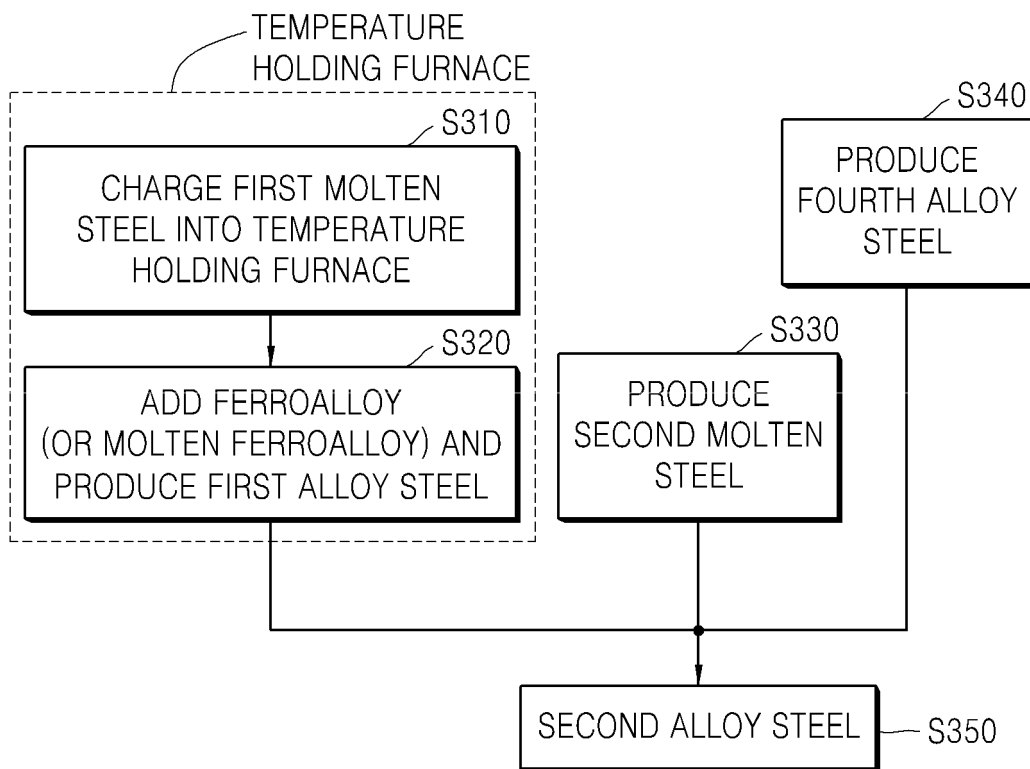 TEMPERATURE
HOLDING FURNACE
S310
CHARGE FIRST MOLTEN
STEEL INTO TEMPERATURE
HOLDING FURNACE
S320
ADD FERROALLOY
(OR MOLTEN FERROALLOY) AND
PRODUCE FIRST ALLOY STEEL
S330
PRODUCE
SECOND MOLTEN
STEEL
S340
PRODUCE
FOURTH ALLOY
STEEL
SECOND ALLOY STEEL
S350